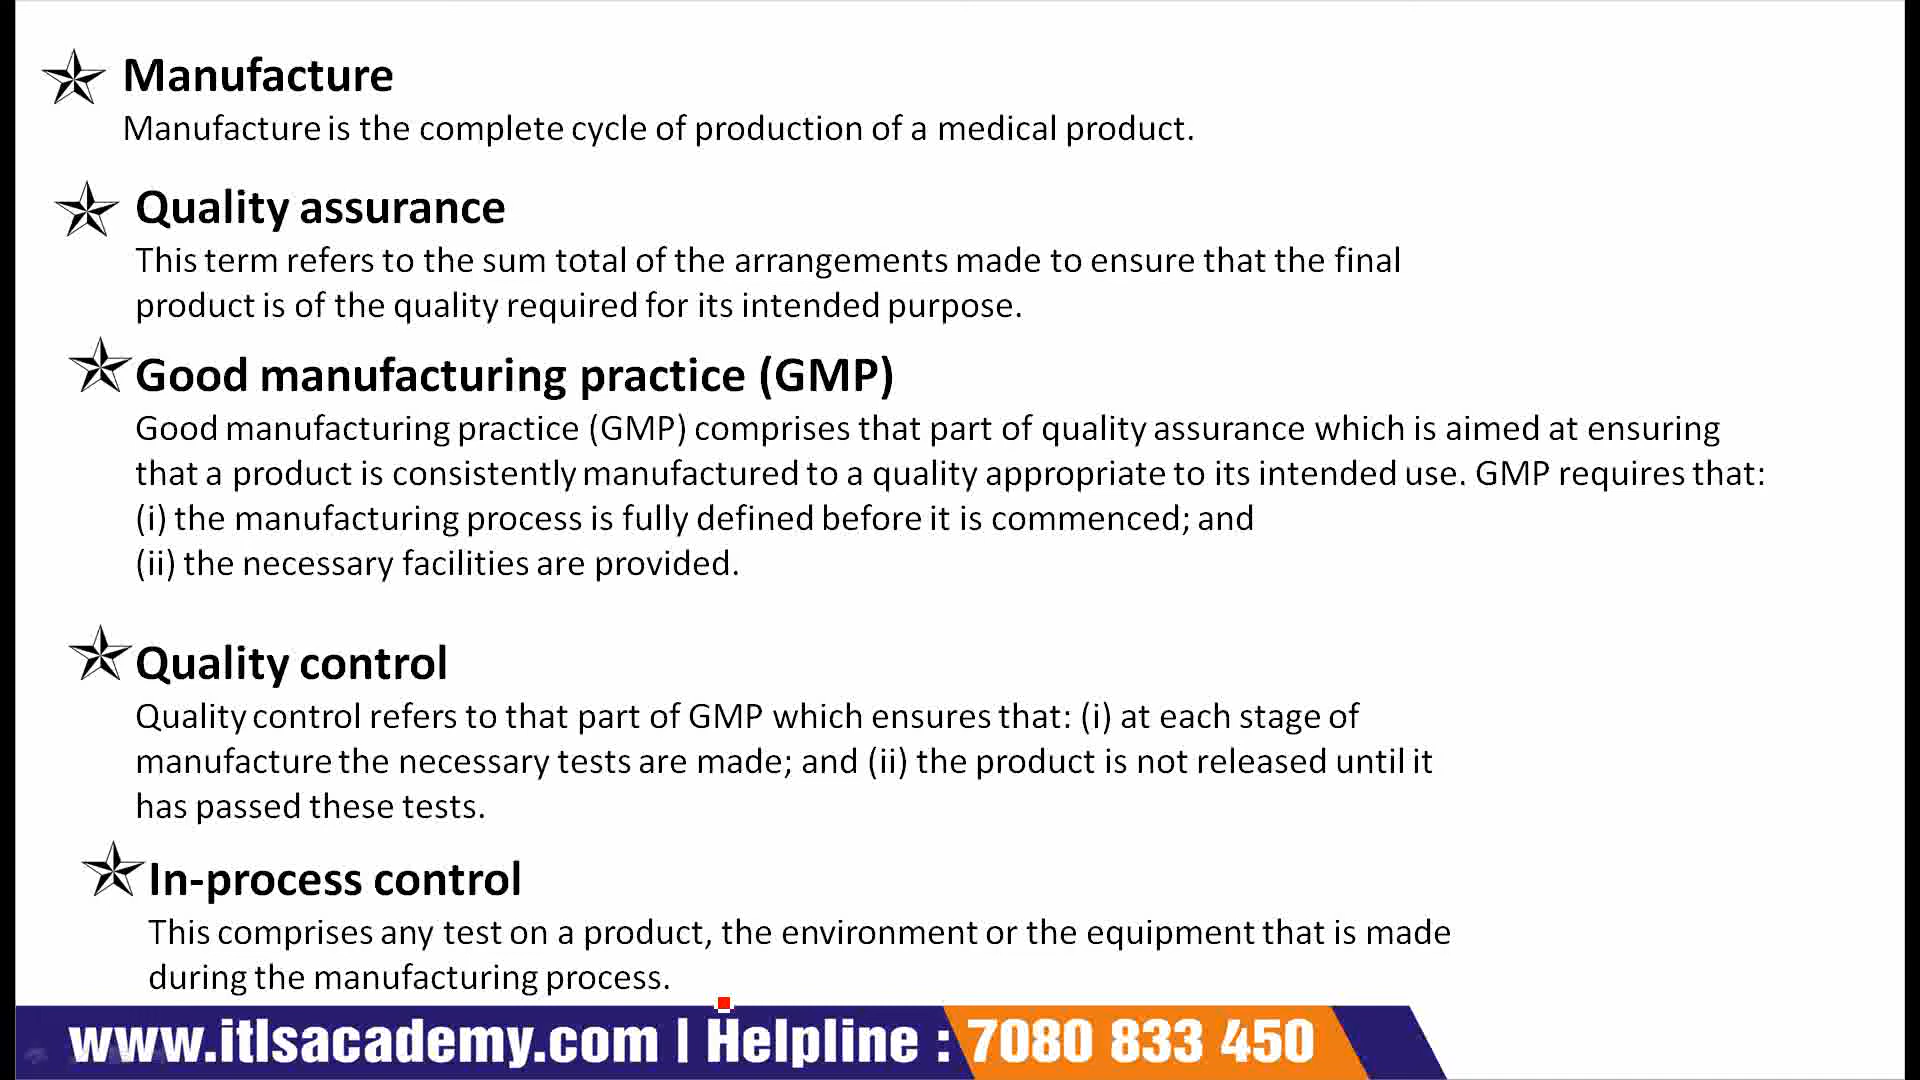 Manufacture
Manufacture is the complete cycle of production of a medical product.
Quality assurance
This term refers to the sum total of the arrangements made to ensure that the final
product is of the quality required for its intended purpose.
Good manufacturing practice (GMP)
Good manufacturing practice (GMP) comprises that part of quality assurance which is aimed at ensuring
that a product is consistently manufactured to a quality appropriate to its intended use. GMP requires that:
(i) the manufacturing process is fully defined before it is commenced; and
(ii) the necessary facilities are provided.
Quality control
Quality control refers to that part of GMP which ensures that: (i) at each stage of
manufacture the necessary tests are made; and (ii) the product is not released until it
has passed these tests.
In-process control
This comprises any test on a product, the environment or the equipment that is made
during the manufacturing process.
www.itlsacademy.com | Helpline : 7080 833 450